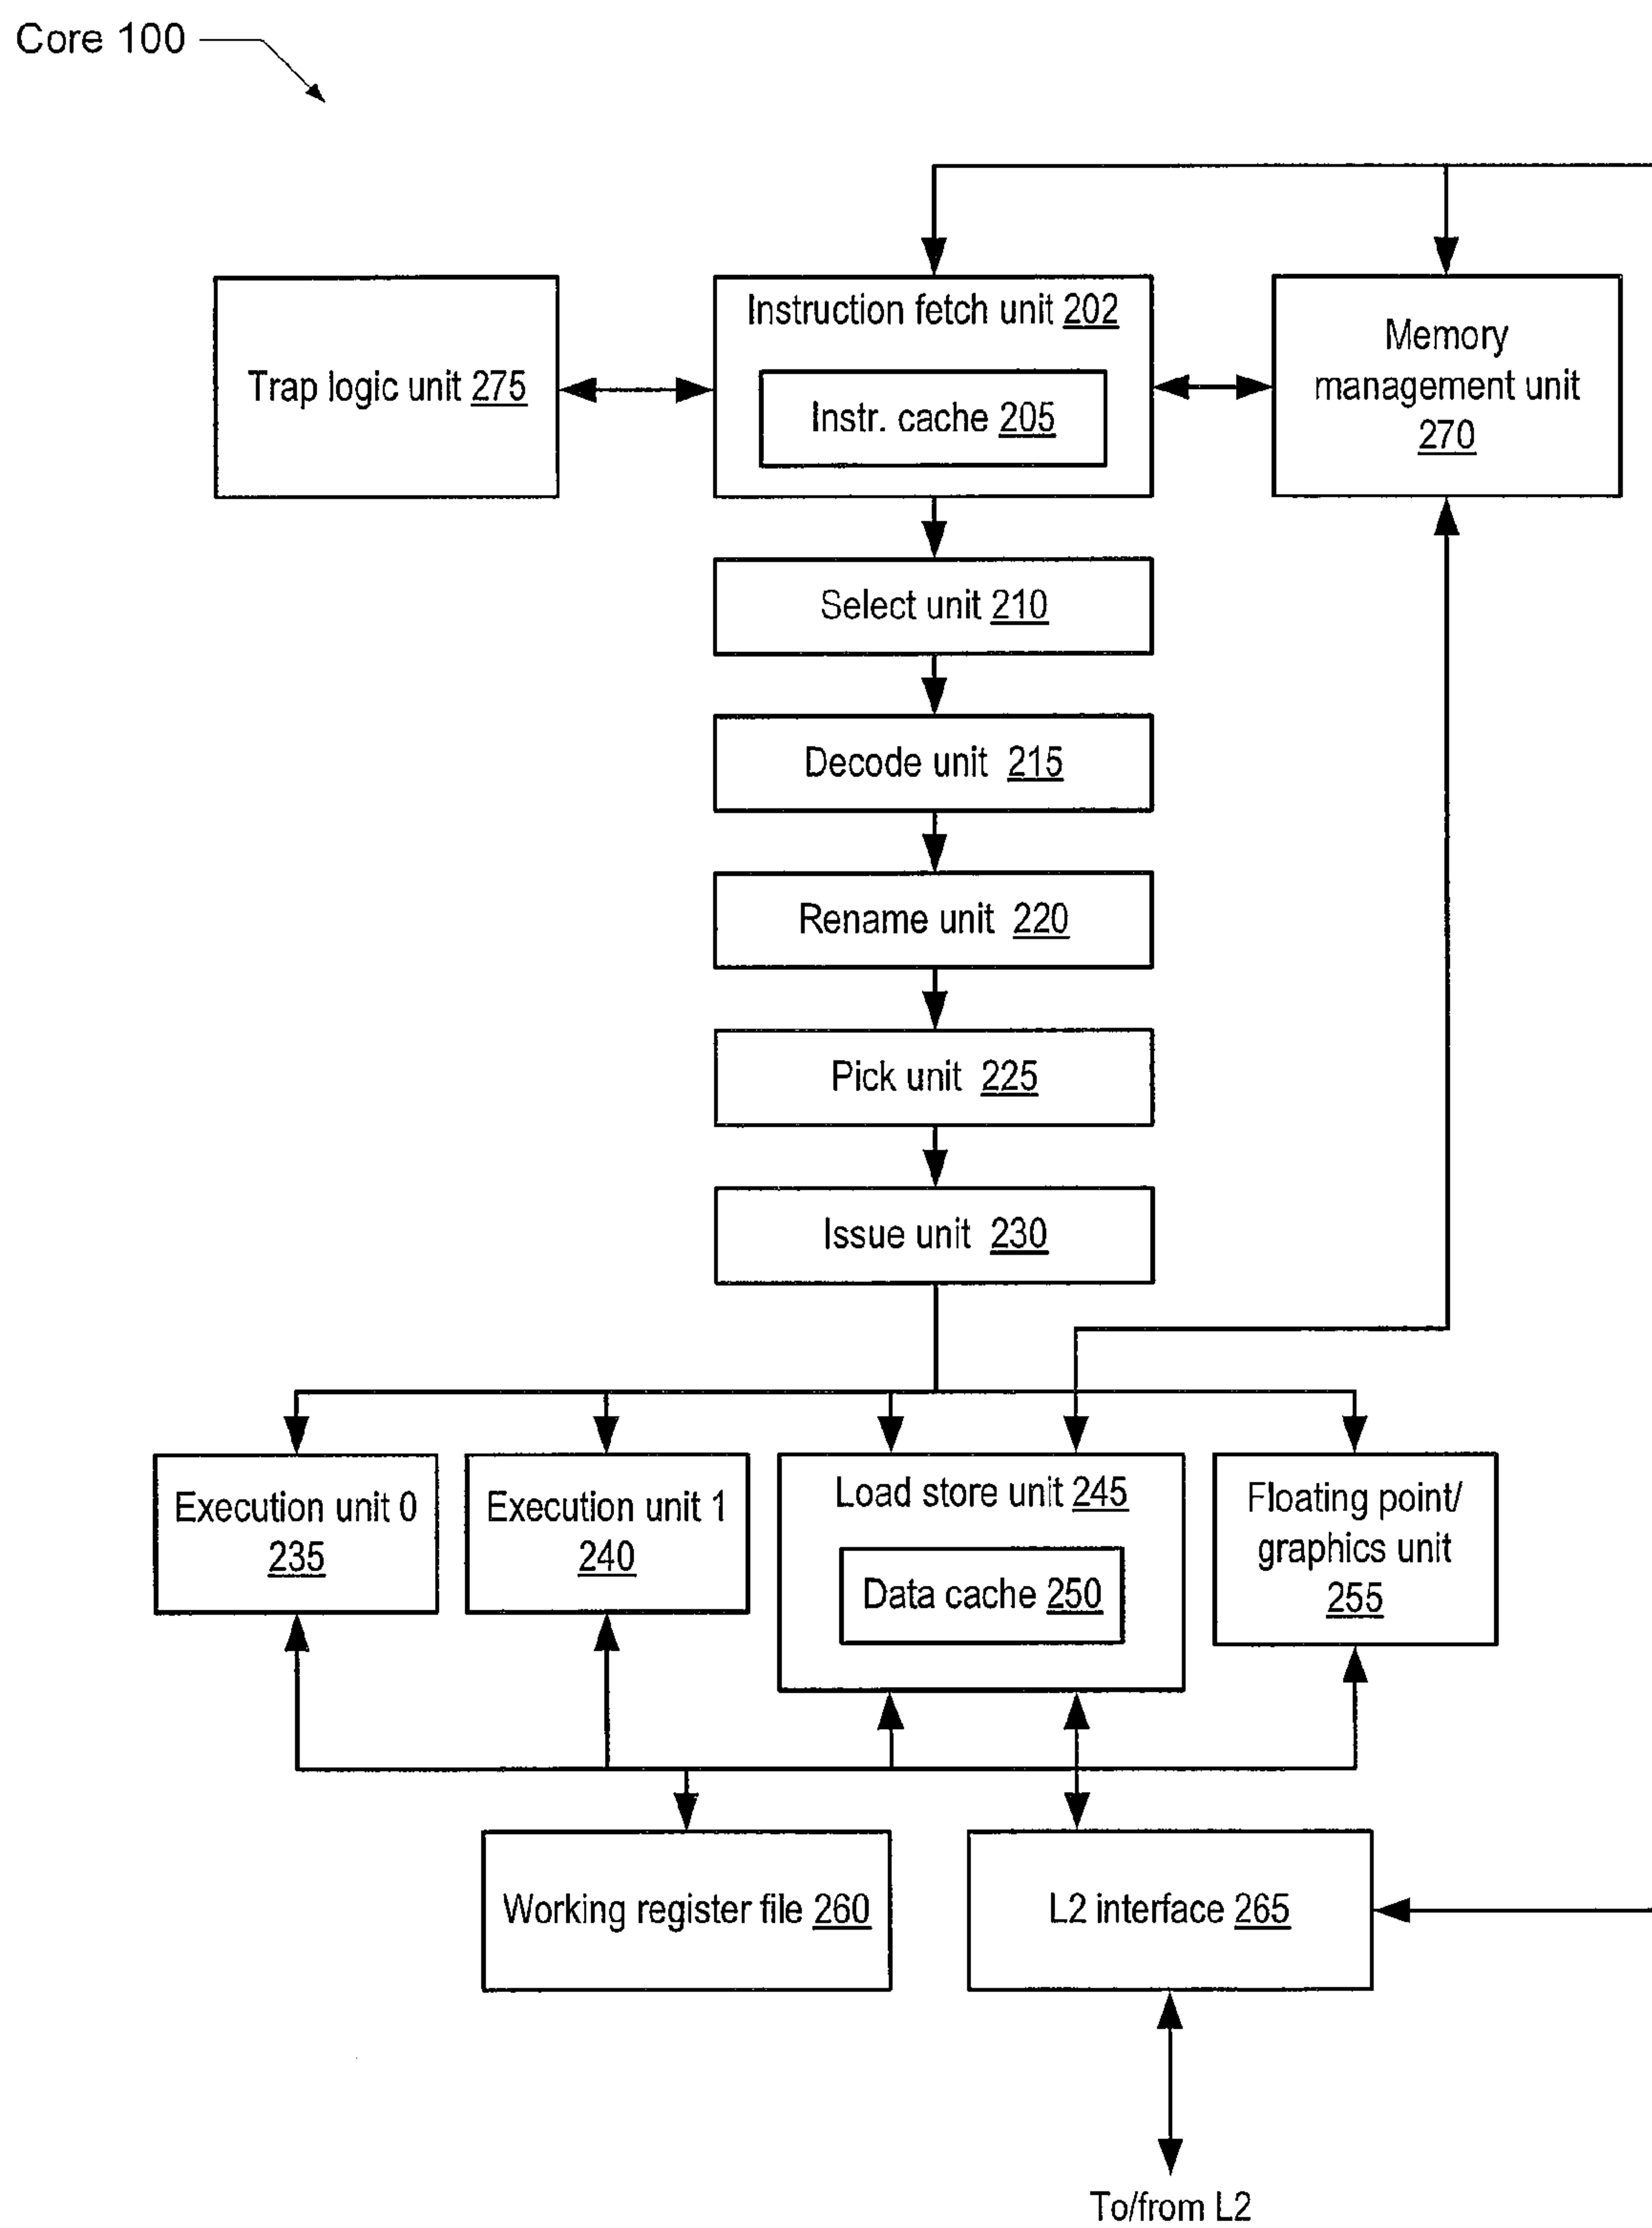 Core 100
Instruction fetch unit 202
Memory
Trap logic unit 275
management unit
Instr. cache 205
270
Select unit 210
Decode unit 215
Rename unit 220
Pick unit 225
Issue unit 230
Execution unit 0
235
Execution unit 1
240
Load store unit 245
Data cache 250
Floating point/
graphics unit
255
Working register file 260
L2 interface 265
To/from L2